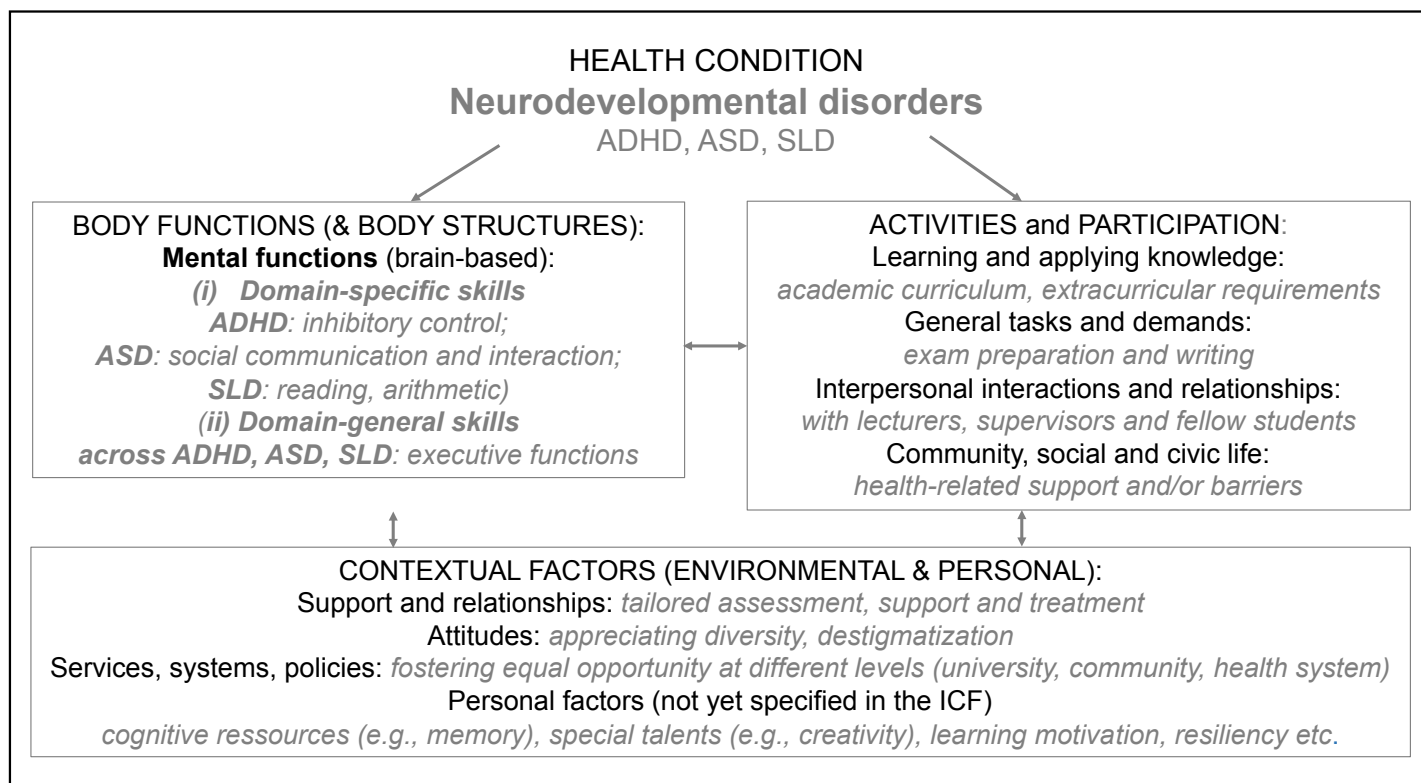 HEALTH CONDITION
Neurodevelopmental disorders
ADHD, ASD, SLD
BODY FUNCTIONS (& BODY STRUCTURES):
Mental functions (brain-based):
(i) Domain-specific skills
ADHD: inhibitory control;
ASD: social communication and interaction;
SLD: reading, arithmetic)
(ii) Domain-general skills
across ADHD, ASD, SLD: executive functions
ACTIVITIES and PARTICIPATION:
Learning and applying knowledge:
academic curriculum, extracurricular requirements
General tasks and demands:
exam preparation and writing
Interpersonal interactions and relationships:
with lecturers, supervisors and fellow students
Community, social and civic life:
health-related support and/or barriers
CONTEXTUAL FACTORS (ENVIRONMENTAL & PERSONAL):
Support and relationships: tailored assessment, support and treatment
Attitudes: appreciating diversity, destigmatization
Services, systems, policies: fostering equal opportunity at different levels (university, community, health system)
Personal factors (not yet specified in the ICF)
cognitive ressources (e.g., memory), special talents (e.g., creativity), learning motivation, resiliency etc.